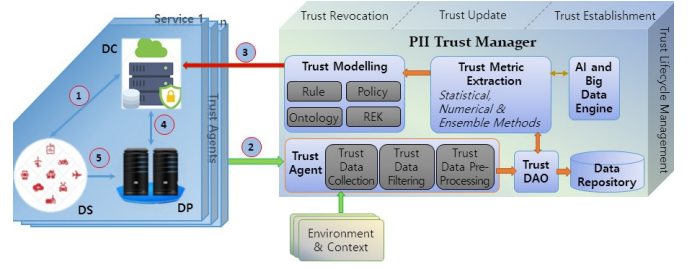 Service 1
n
Trust Revocation
Trust Update
Trust Establishment
DC
3
PII Trust Manager
Trust Lifecycle Management
Trust Modelling
Rule
Policy
Ontology
REK
Trust Metric
Extraction
Statistical,
Numerical &
Ensemble Methods
AI and
Big
Data
Engine
1
4
Trust Agents
2
5
Trust
Agent
Trust
Data
Collection
Trust
Data
Filtering
Trust
Data Pre-
Processing
Trust
DAO
Data
Repository
DS
DP
Environment
& Context